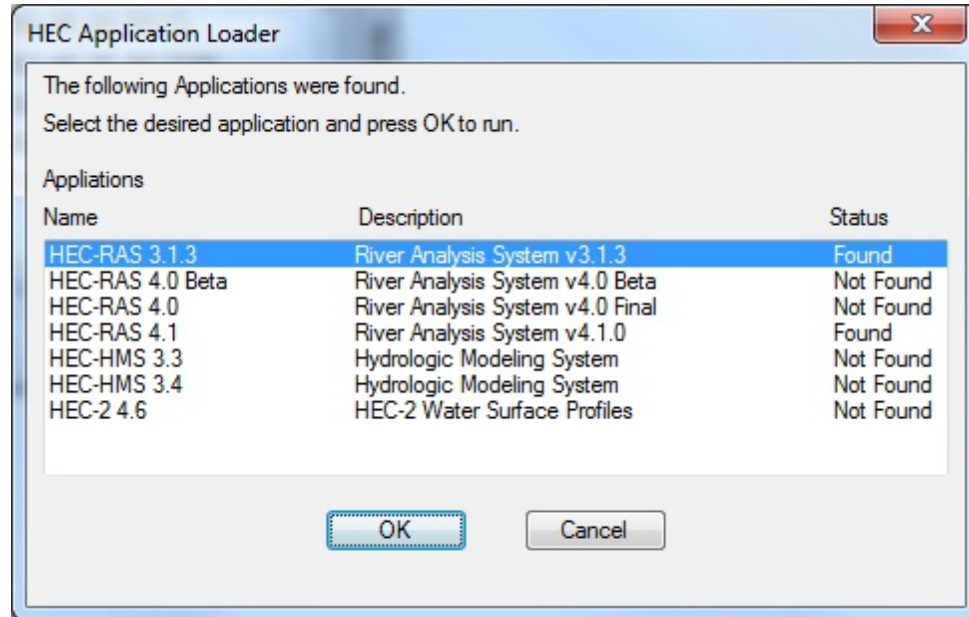 HEC Application Loader
The following Applications were found.
Select the desired application and press OK to run.
Appliations
Name Description Status
HEC-RAS 3.1.3 River Analysis System v3.1.3 Found
HEC-RAS 4.0 Beta River Analysis System v4.0 Beta Not Found
HEC-RAS 4.0 River Analysis System v4.0 Final Not Found
HEC-RAS 4.1 River Analysis System v4.1.0 Found
HEC-HMS 3.3 Hydrologic Modeling System Not Found
HEC-HMS 3.4 Hydrologic Modeling System Not Found
HEC-2 4.6 HEC-2 Water Surface Profiles Not Found
OK Cancel